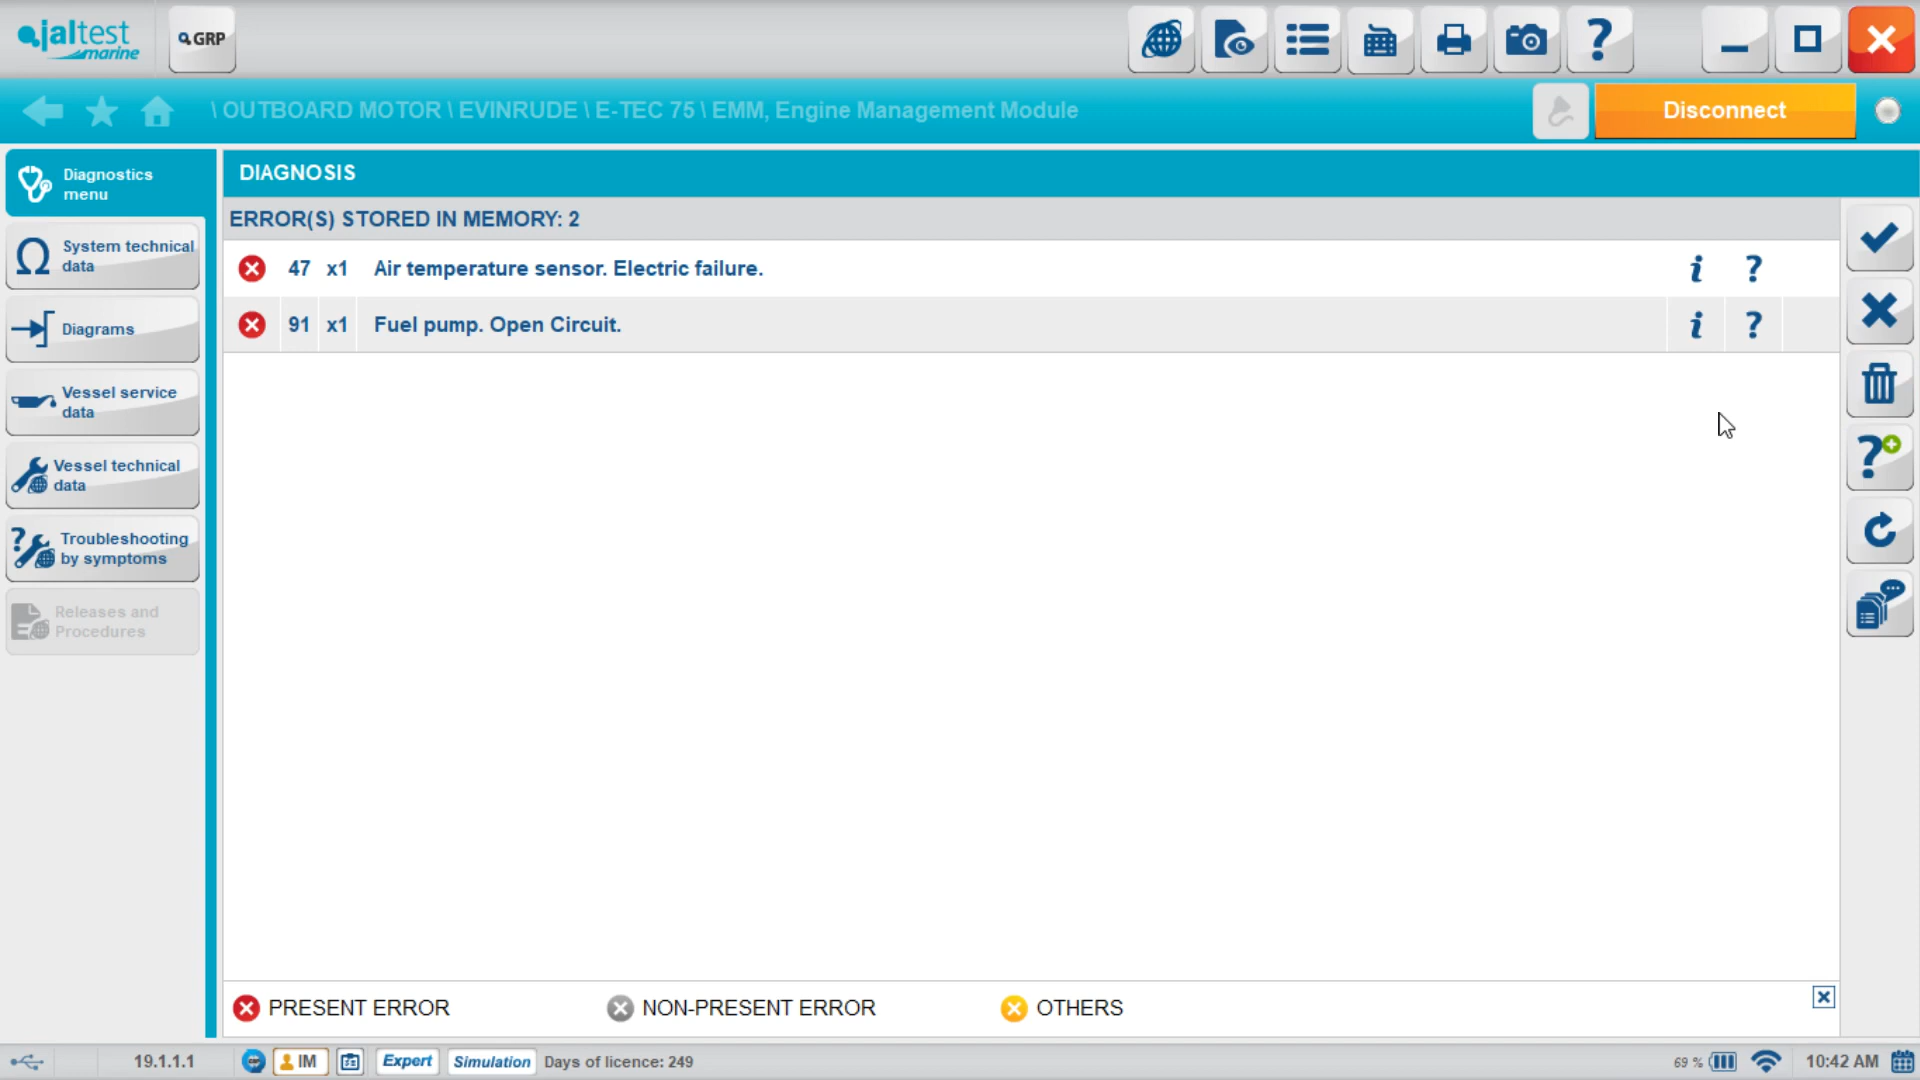 jaltest
marine
GRP
\ OUTBOARD MOTOR \ EVINRUDE \ E-TEC 75 \ EMM, Engine Management Module
Disconnect
Diagnostics
menu
System technical
data
Diagrams
Vessel service
data
Vessel technical
data
Troubleshooting
by symptoms
Releases and
Procedures
DIAGNOSIS
ERROR(S) STORED IN MEMORY: 2
47 x1 Air temperature sensor. Electric failure.
91 x1 Fuel pump. Open Circuit.
PRESENT ERROR
NON-PRESENT ERROR
OTHERS
19.1.1.1
IM
Expert
Simulation
Days of licence: 249
69 %
10:42 AM